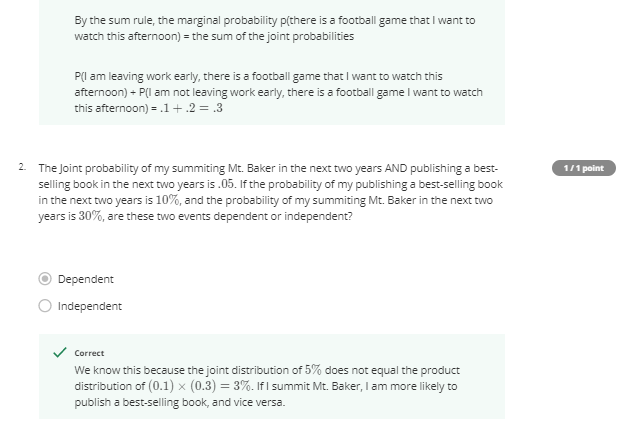 By the sum rule, the marginal probability p(there is a football game that I want to
watch this afternoon) = the sum of the joint probabilities
P(I am leaving work early, there is a football game that I want to watch this
afternoon) + P(I am not leaving work early, there is a football game I want to watch
this afternoon) = .1 + .2 = .3
2. The Joint probability of my summiting Mt. Baker in the next two years AND publishing a best-
selling book in the next two years is .05. If the probability of my publishing a best-selling book
in the next two years is 10%, and the probability of my summiting Mt. Baker in the next two
years is 30%, are these two events dependent or independent?
1 / 1 point
Dependent
Independent
Correct
We know this because the joint distribution of 5% does not equal the product
distribution of (0.1) × (0.3) = 3%. If I summit Mt. Baker, I am more likely to
publish a best-selling book, and vice versa.